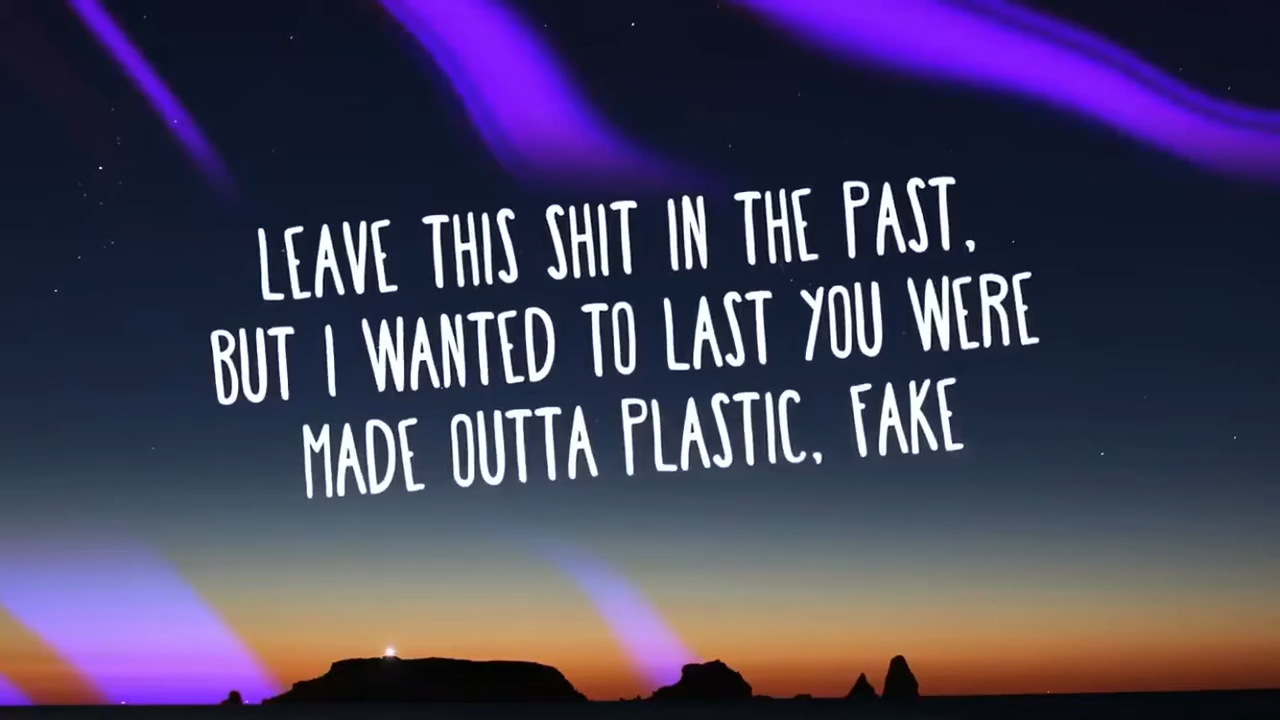 LEAVE THIS SHIT IN THE PAST,
BUT I WANTED TO LAST YOU WERE
MADE OUTTA PLASTIC, FAKE